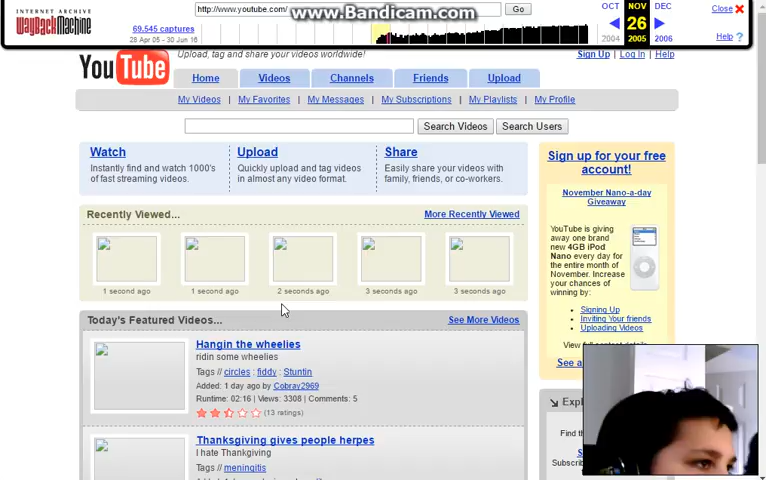 INTERNET ARCHIVE
WayBackMachine
http://www.youtube.com/
Go
www.Bandicam.com
OCT NOV DEC
Close
69,545 captures
28 Apr 05 - 30 Jun 16
26
2004 2005 2006
Help ?
Upload, tag and share your videos worldwide!
Sign Up | Log In | Help
YouTube
Home Videos Channels Friends Upload
My Videos | My Favorites | My Messages | My Subscriptions | My Playlists | My Profile
Search Videos Search Users
Watch
Instantly find and watch 1000's
of fast streaming videos.
Upload
Quickly upload and tag videos
in almost any video format.
Share
Easily share your videos with
family, friends, or co-workers.
Sign up for your free
account!
November Nano-a-day
Giveaway
YouTube is
giving away one brand
new 4GB iPod
Nano every day for
the entire month of
November. Increase
your chances of
winning by:
Signing Up
Inviting Your friends
Uploading Videos
Recently Viewed...
More Recently Viewed
1 second ago 1 second ago 2 seconds ago 3 seconds ago 3 seconds ago
Today's Featured Videos...
See More Videos
Hangin the wheelies
ridin some wheelies
Tags // circles : fiddy : Stuntin
Added: 1 day ago by Cobray2969
Runtime: 02:16 | Views: 3308 | Comments: 5
(13 ratings)
Thanksgiving gives people herpes
I hate Thankgiving
Tags // meningitis
Find th
Subscrib